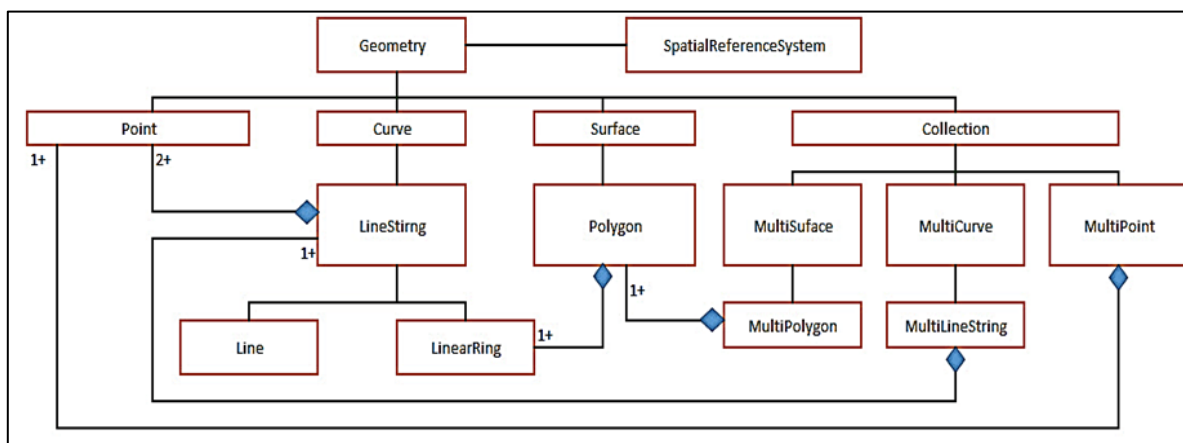 Geometry
SpatialReferenceSystem
Point
Curve
Surface
Collection
1+
2+
LineStirng
Polygon
MultiSuface
MultiCurve
MultiPoint
1+
1+
Line
LinearRing
1+
MultiPolygon
MultiLineString